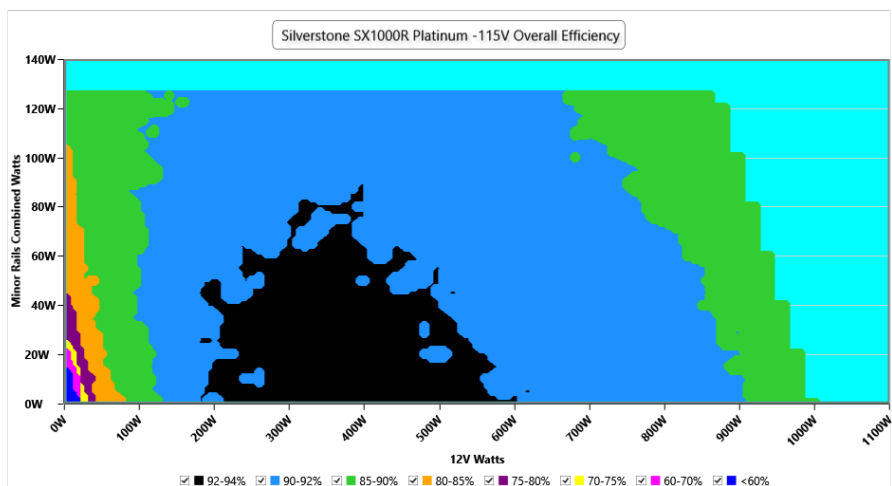 Silverstone SX1000R Platinum -115V Overall Efficiency
140W
120W
100W
80W
60W
40W
20W
0W
Minor Rails Combined Watts
0W 100W 200W 300W 400W 500W 600W 700W 800W 900W 1000W 1100W
12V Watts
92-94% 90-92% 85-90% 80-85% 75-80% 70-75% 60-70% <60%